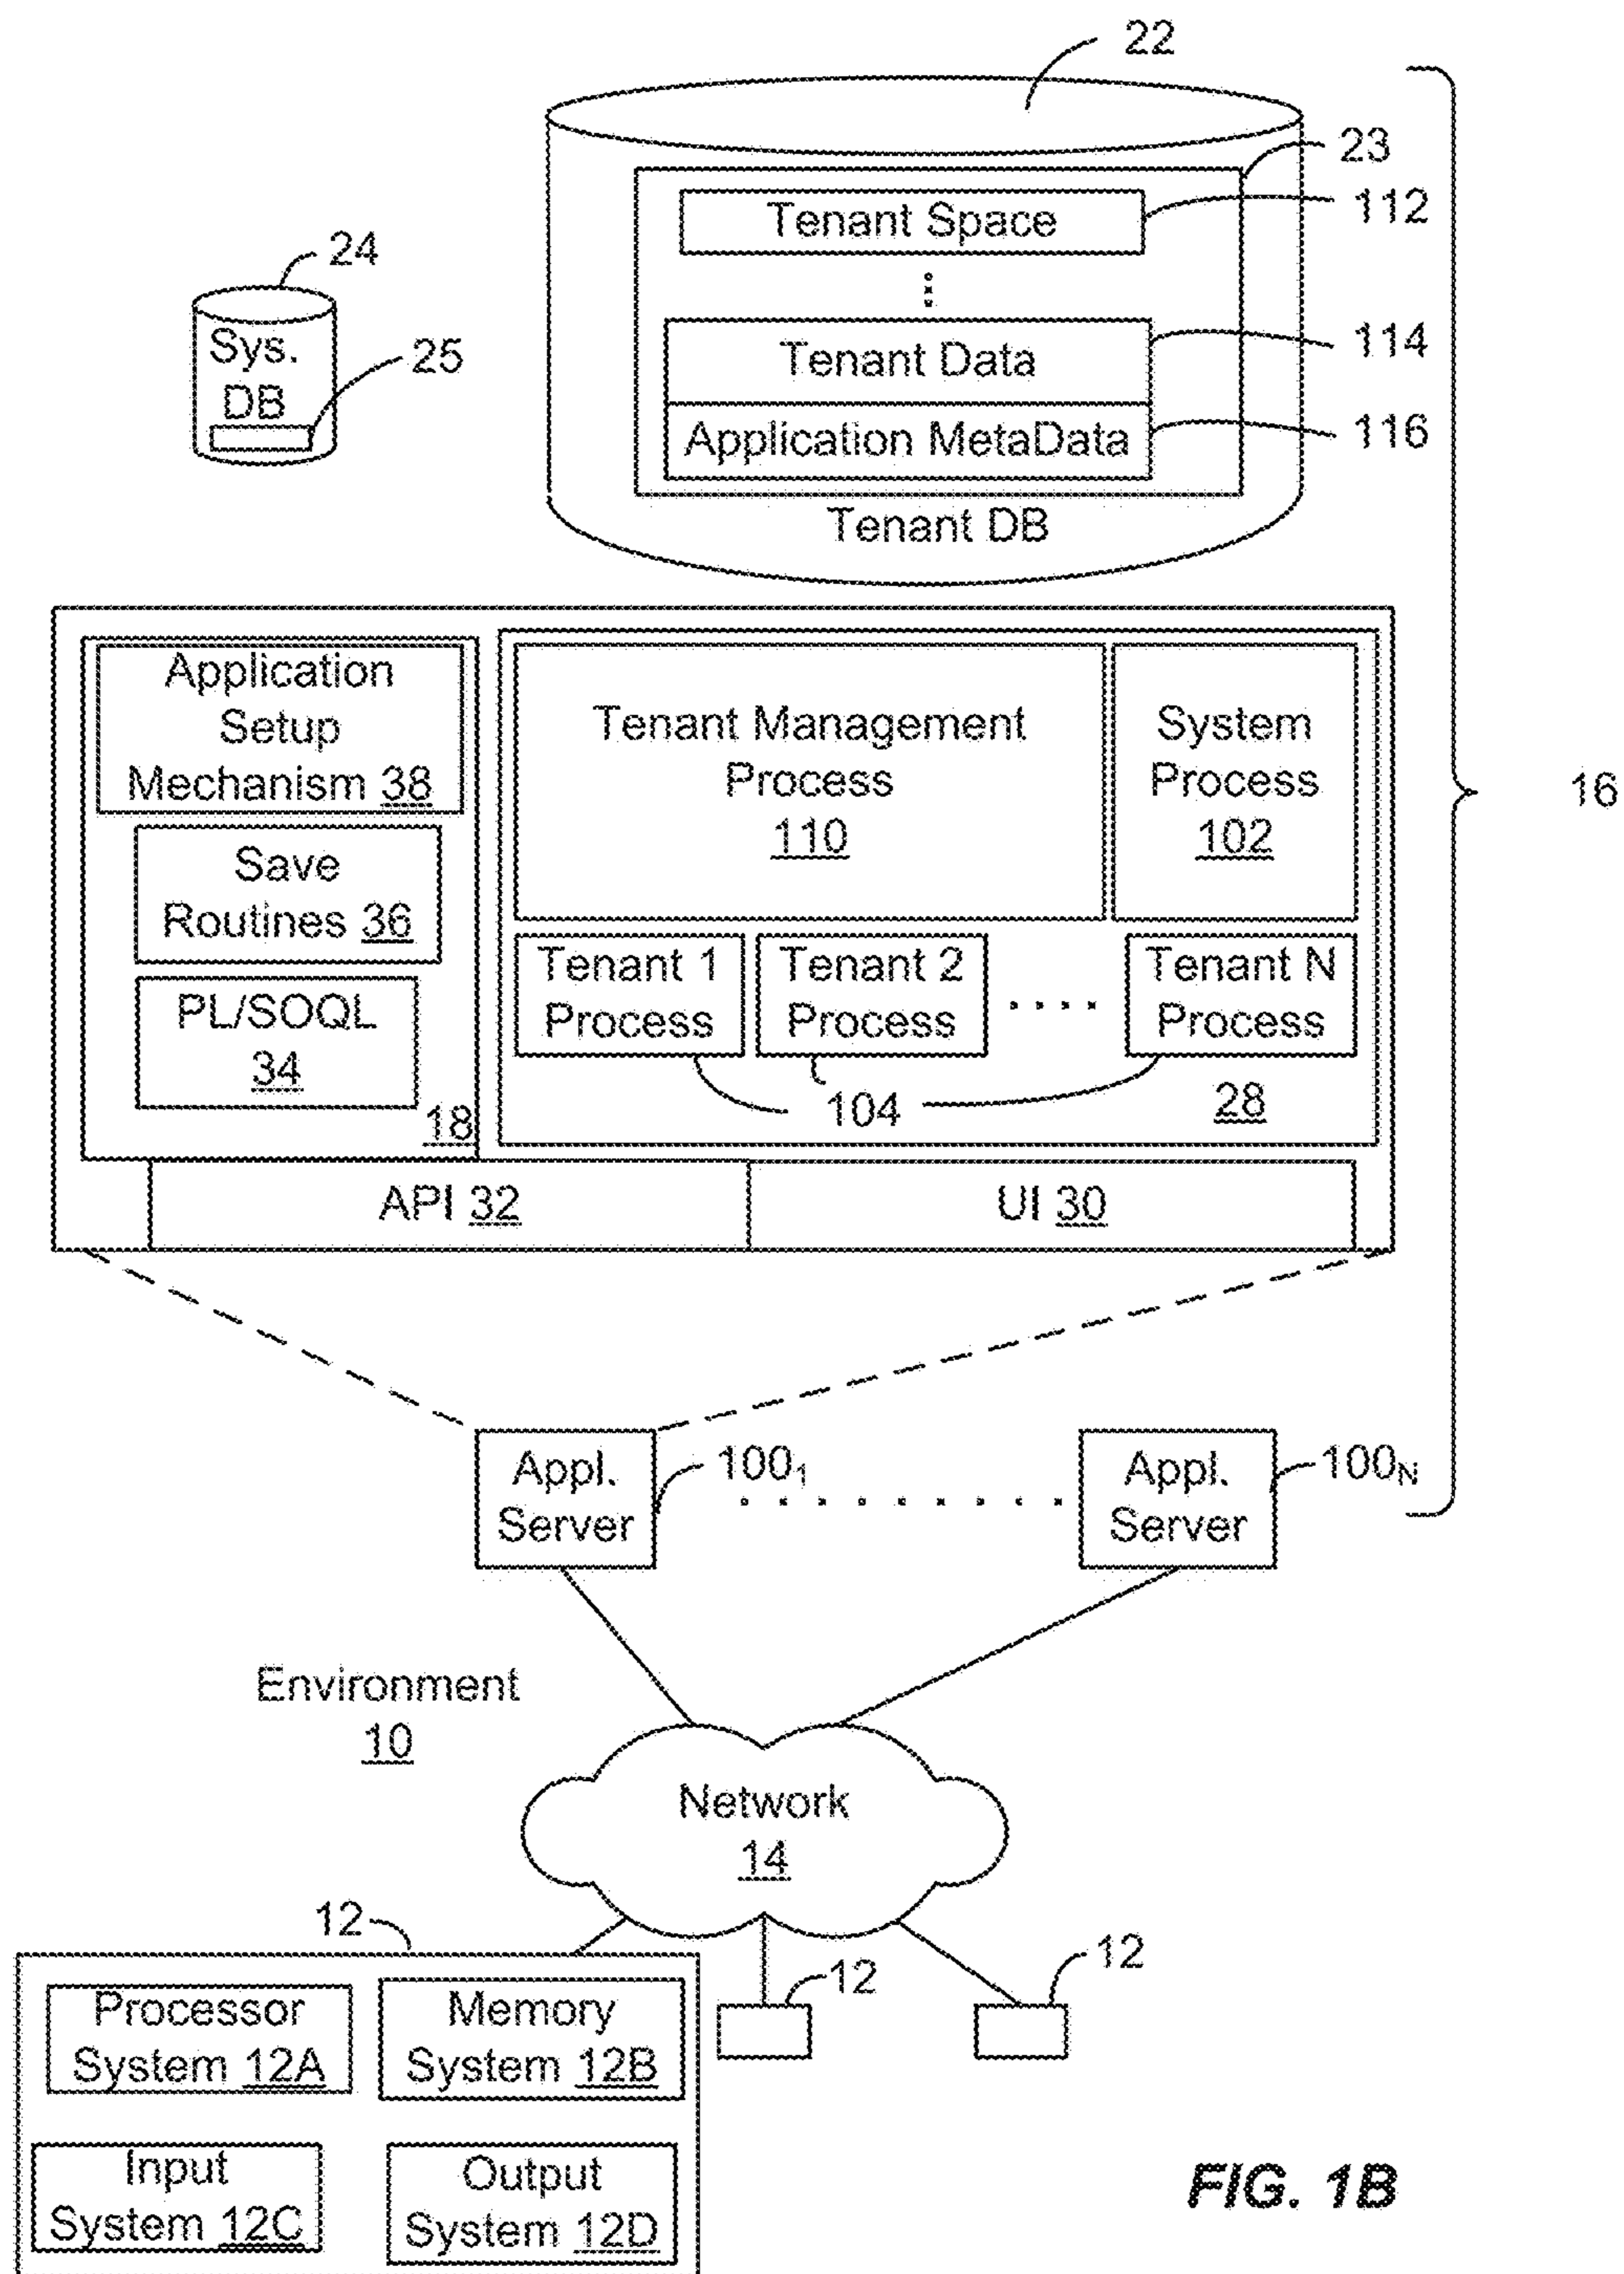 22
23
Tenant Space
112
24
Sys.
DB
25
Tenant Data
114
Application MetaData
116
Tenant DB
16
Application
Setup
Mechanism 38
Save
Routines 36
PL/SOQL
34
18
Tenant Management
Process
110
System
Process
102
Tenant 1
Process
Tenant 2
Process
Tenant N
Process
104
28
API 32
UI 30
Appl.
Server
100₁
Appl.
Server
100N
Environment
10
Network
14
12
Processor
System 12A
Memory
System 12B
Input
System 12C
Output
System 12D
12
12
FIG. 1B